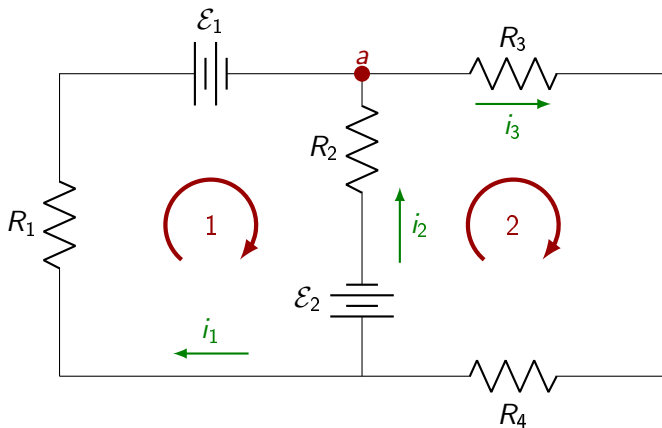 ℰ₁
a
R₃
i₃
R₂
R₁
1
i₂
2
ℰ₂
i₁
R₄